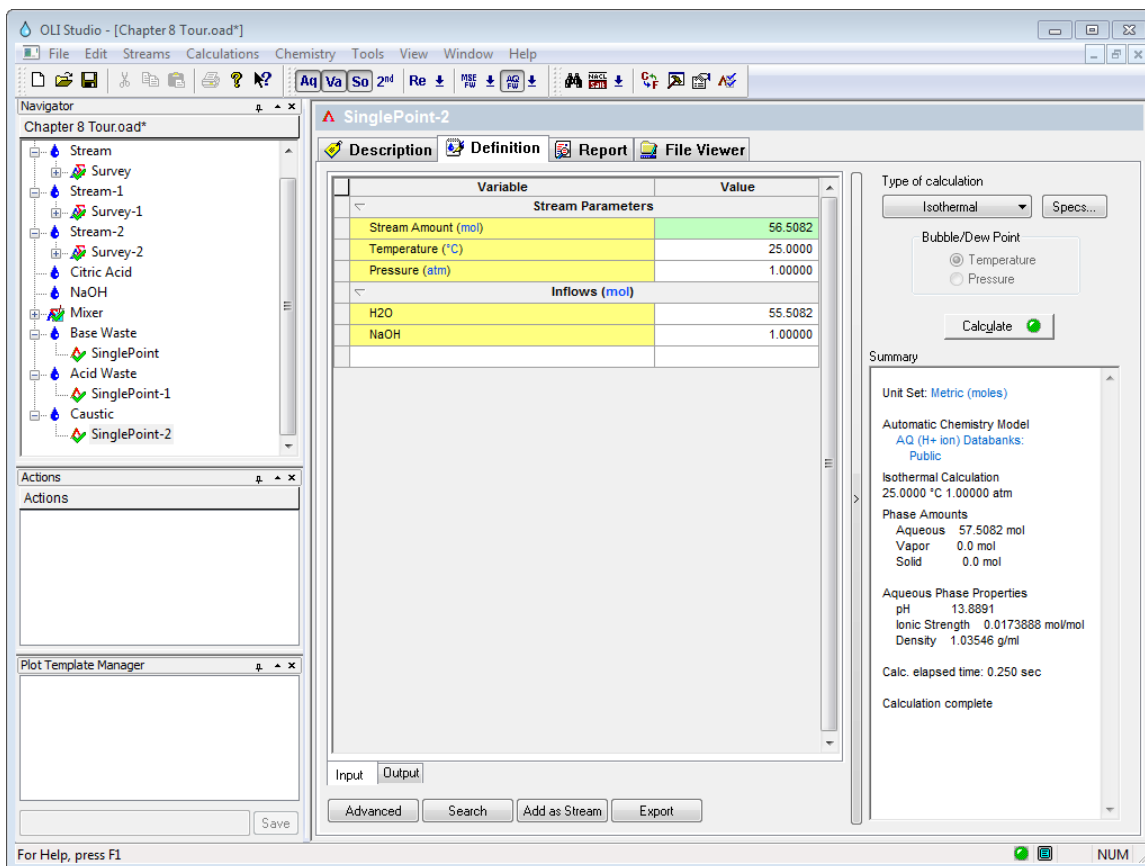 OLI Studio - [Chapter 8 Tour.oad*]
File Edit Streams Calculations Chemistry Tools View Window Help
Aq Va So 2nd Re MSE FW AQ FW NACL
Navigator
Chapter 8 Tour.oad*
Stream
Survey
Stream-1
Survey-1
Stream-2
Survey-2
Citric Acid
NaOH
Mixer
Base Waste
SinglePoint
Acid Waste
SinglePoint-1
Caustic
SinglePoint-2
Actions
Actions
Plot Template Manager
Save
SinglePoint-2
Description Definition Report File Viewer
Variable Value
Stream Parameters
Stream Amount (mol) 56.5082
Temperature (°C) 25.0000
Pressure (atm) 1.00000
Inflows (mol)
H2O 55.5082
NaOH 1.00000
Input Output
Advanced Search Add as Stream Export
Type of calculation
Isothermal Specs...
Bubble/Dew Point
Temperature
Pressure
Calculate
Summary
Unit Set: Metric (moles)
Automatic Chemistry Model
AQ (H+ ion) Databanks:
Public
Isothermal Calculation
25.0000 °C 1.00000 atm
Phase Amounts
Aqueous 57.5082 mol
Vapor 0.0 mol
Solid 0.0 mol
Aqueous Phase Properties
pH 13.8891
Ionic Strength 0.0173888 mol/mol
Density 1.03546 g/ml
Calc. elapsed time: 0.250 sec
Calculation complete
For Help, press F1 NUM